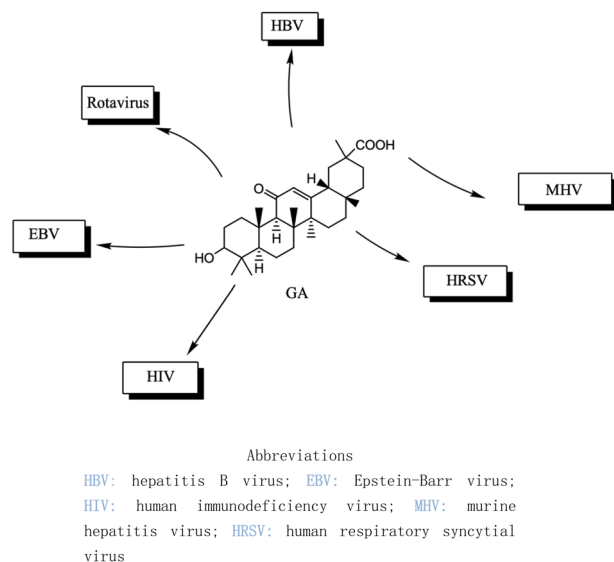 HBV
Rotavirus
COOH
H
O
MHV
EBV
H
HO
H
HRSV
GA
HIV
Abbreviations
HBV: hepatitis B virus; EBV: Epstein-Barr virus;
HIV: human immunodeficiency virus; MHV: murine
hepatitis virus; HRSV: human respiratory syncytial
virus